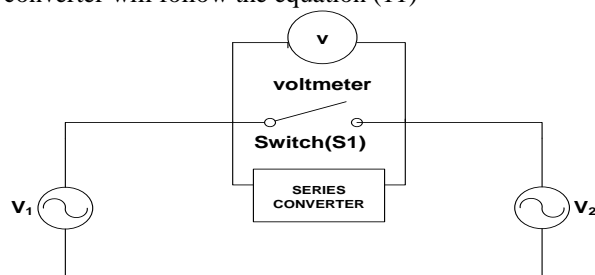 converter will follow the equation (11)
v
voltmeter
Switch(S1)
SERIES
CONVERTER
V₁
V₂